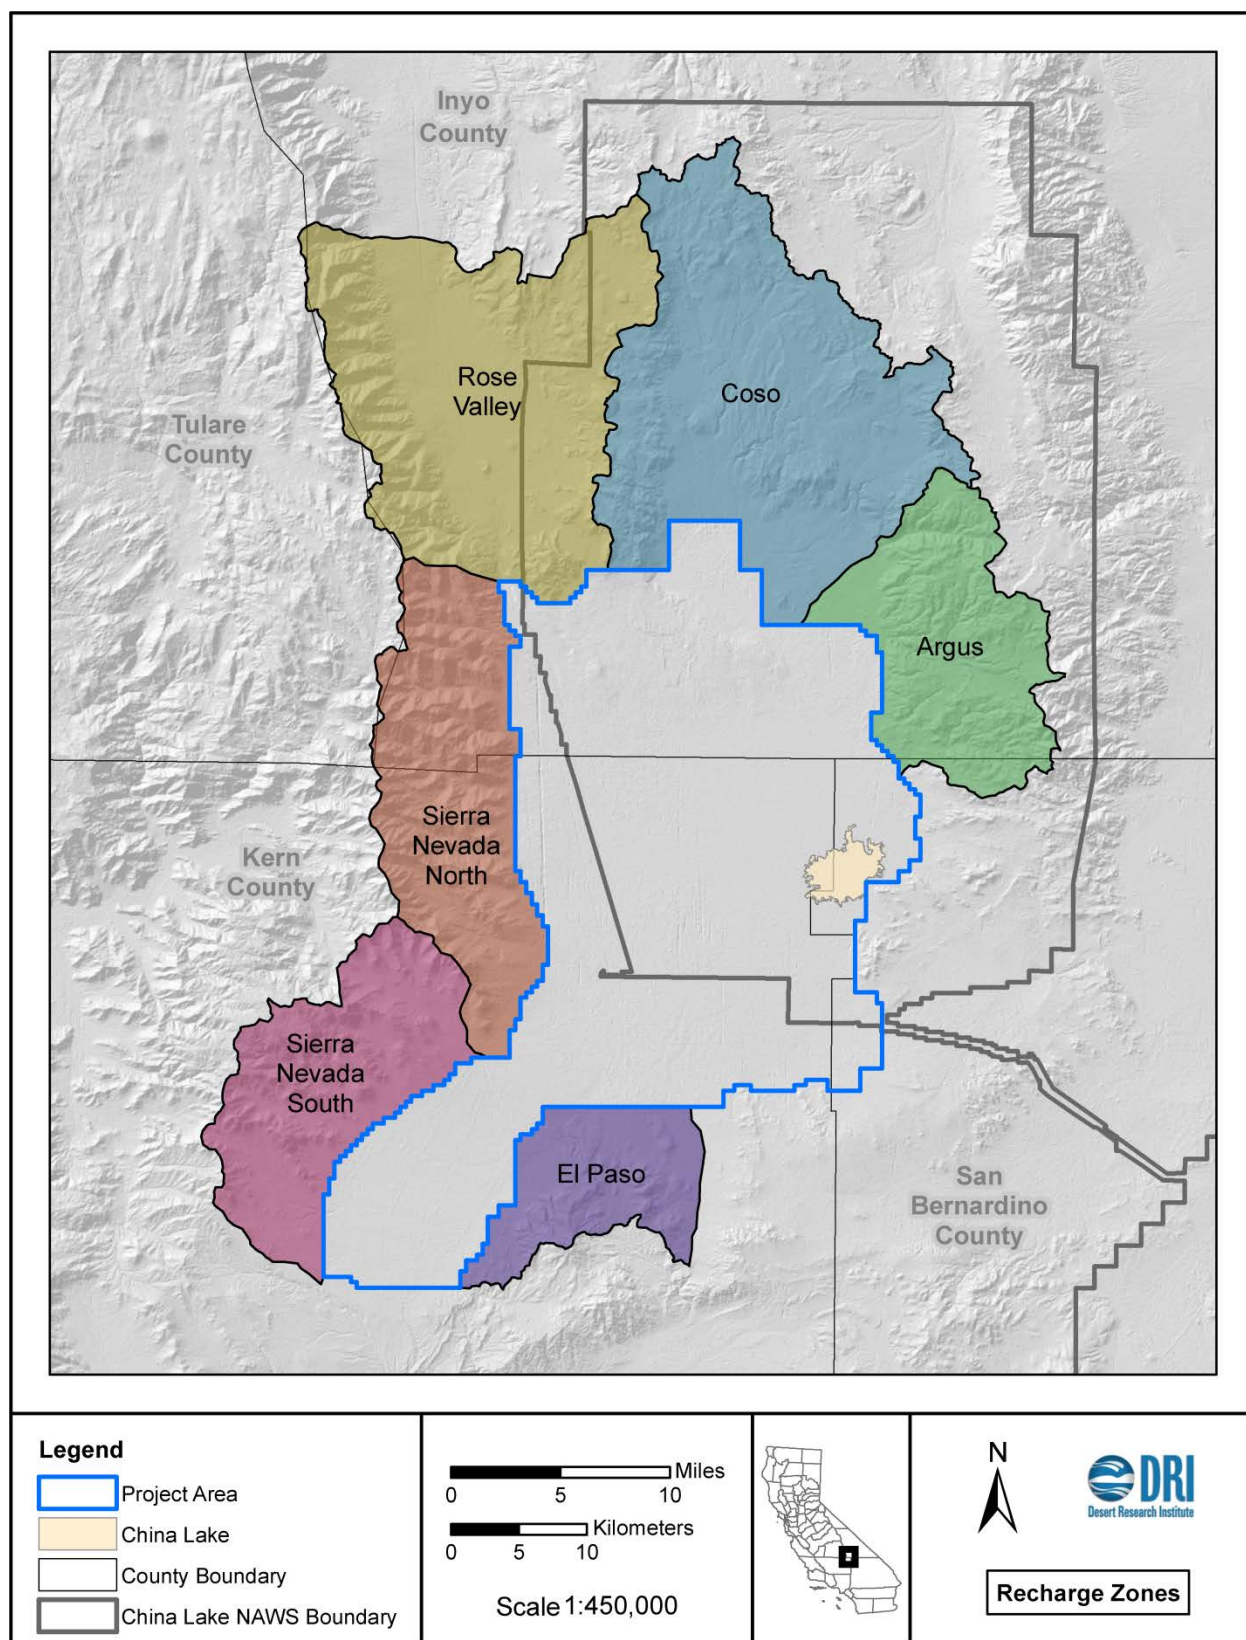 Inyo
County
Rose
Valley
Coso
Tulare
County
Argus
Sierra
Nevada
North
Kern
County
Sierra
Nevada
South
El Paso
San
Bernardino
County
Legend
Project Area
China Lake
County Boundary
China Lake NAWS Boundary
Miles
0 5 10
Kilometers
0 5 10
Scale 1:450,000
N
DRI
Desert Research Institute
Recharge Zones